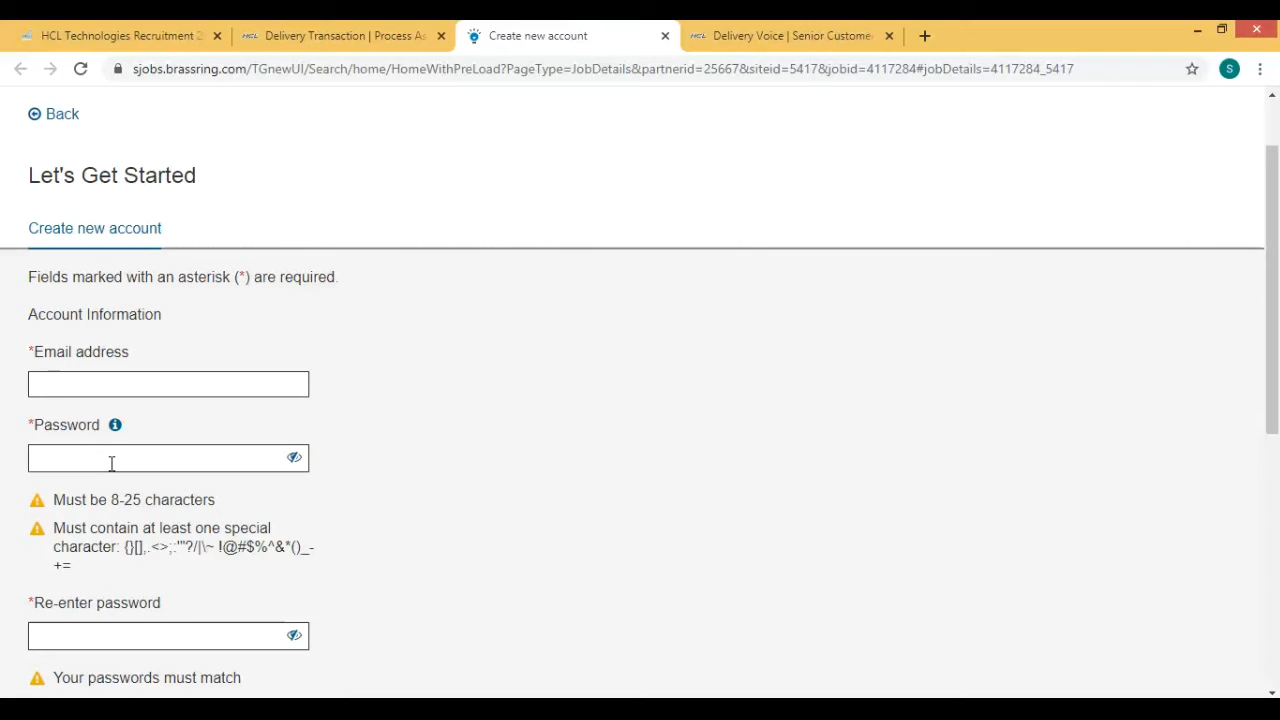 HCL Technologies Recruitment 2
HCL Delivery Transaction | Process As
Create new account
HCL Delivery Voice | Senior Custome
sjobs.brassring.com/TGnewUI/Search/home/HomeWithPreLoad?PageType=JobDetails&partnerid=25667&siteid=5417&jobid=4117284#jobDetails=4117284_5417
S
Back
Let's Get Started
Create new account
Fields marked with an asterisk (*) are required.
Account Information
*Email address
*Password
Must be 8-25 characters
Must contain at least one special
character: {}[],.<>;:'"?/|\~ !@#$%^&*()_-
+=
*Re-enter password
Your passwords must match